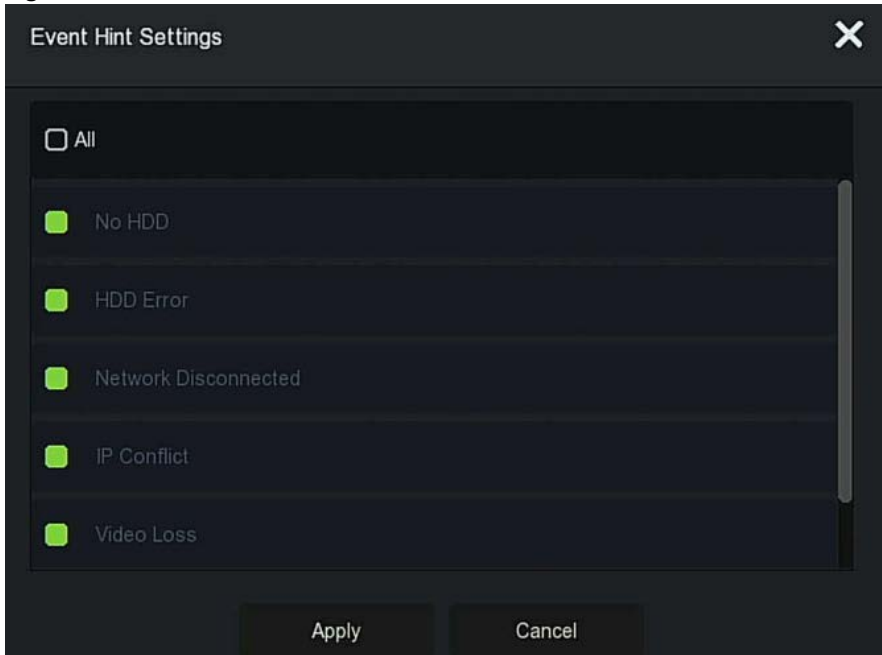 Event Hint Settings
All
No HDD
HDD Error
Network Disconnected
IP Conflict
Video Loss
Apply Cancel